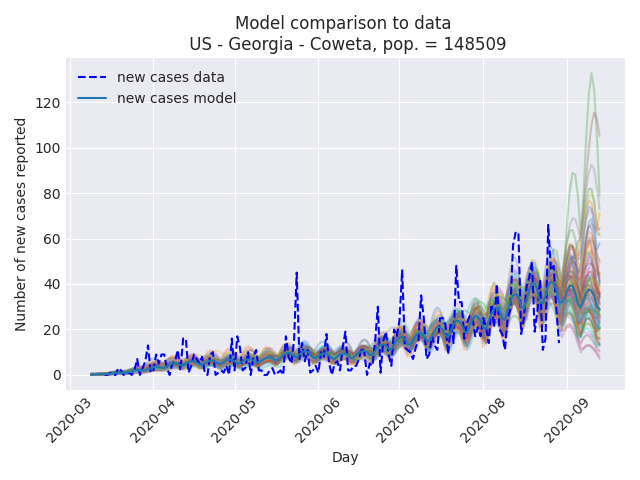 Model comparison to data
US - Georgia - Coweta, pop. = 148509
new cases data
new cases model
Number of new cases reported
120
100
80
60
40
20
0
2020-03
2020-04
2020-05
2020-06
2020-07
2020-08
2020-09
Day